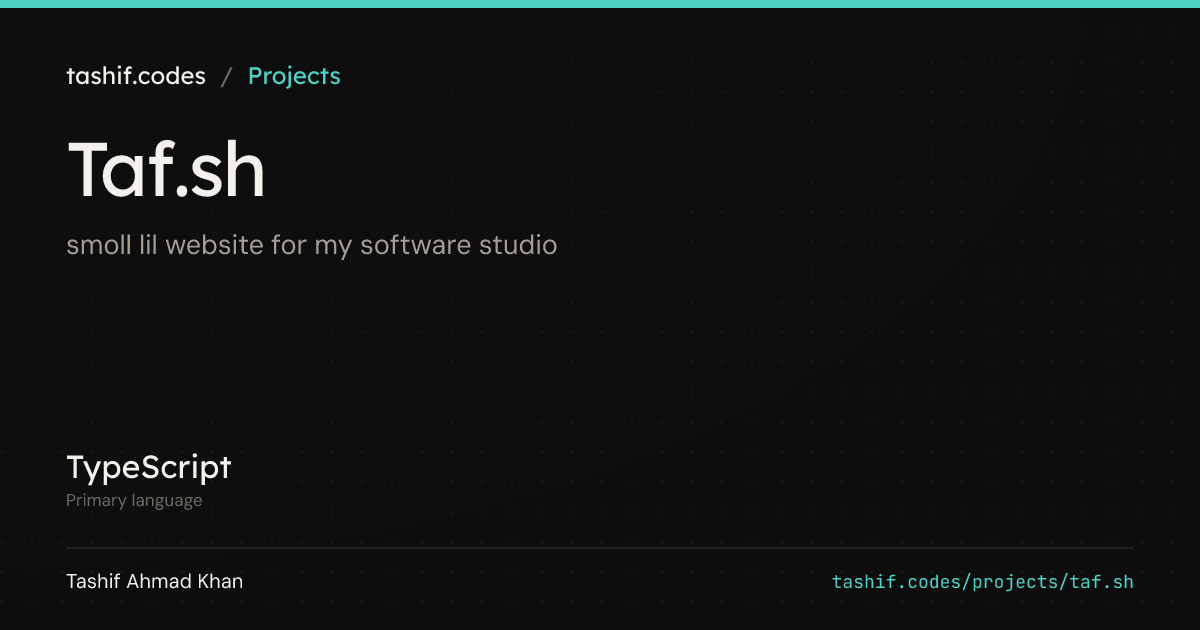 tashif.codes / Projects
Taf.sh
smoll lil website for my software studio
TypeScript
Primary language
Tashif Ahmad Khan
tashif.codes/projects/taf.sh